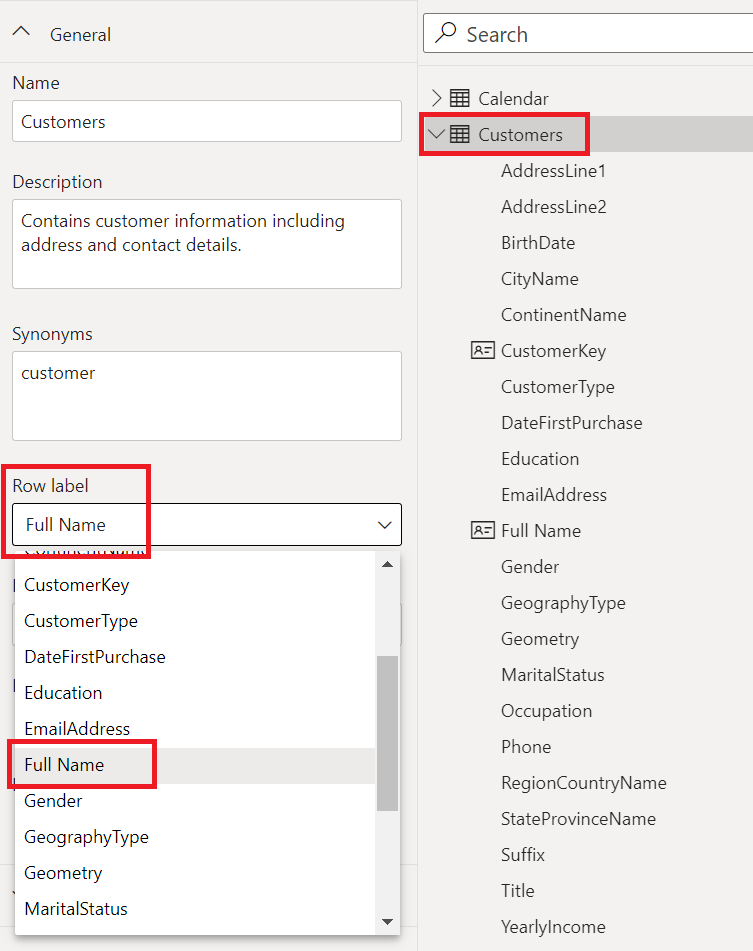 General
Name
Customers
Description
Contains customer information including
address and contact details.
Synonyms
customer
Row label
Full Name
ContinentName
CustomerKey
CustomerType
DateFirstPurchase
Education
EmailAddress
Full Name
Gender
GeographyType
Geometry
MaritalStatus
Search
Calendar
Customers
AddressLine1
AddressLine2
BirthDate
CityName
ContinentName
CustomerKey
CustomerType
DateFirstPurchase
Education
EmailAddress
Full Name
Gender
GeographyType
Geometry
MaritalStatus
Occupation
Phone
RegionCountryName
StateProvinceName
Suffix
Title
YearlyIncome